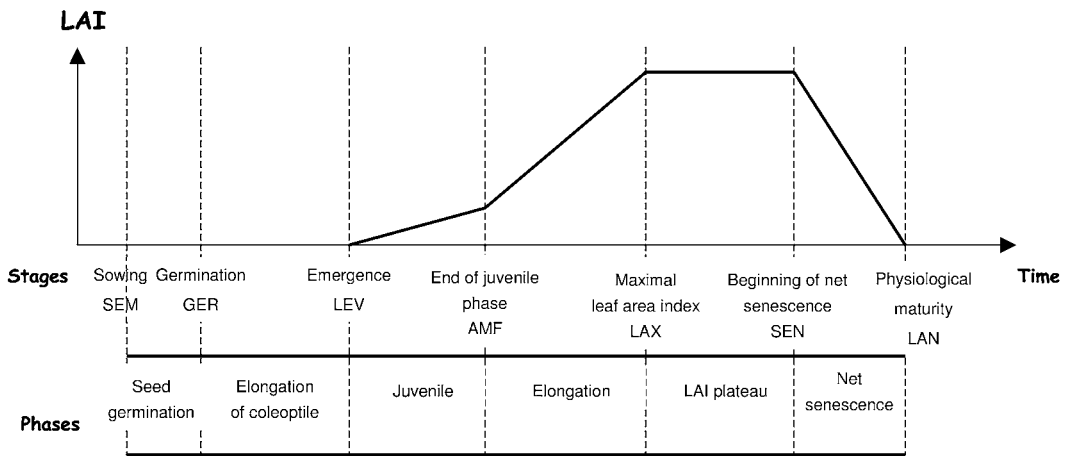 LAI
Stages
Sowing
SEM
Germination
GER
Emergence
LEV
End of juvenile
phase
AMF
Maximal
leaf area index
LAX
Beginning of net
senescence
SEN
Physiological
maturity
LAN
Time
Phases
Seed
germination
Elongation
of coleoptile
Juvenile
Elongation
LAI plateau
Net
senescence